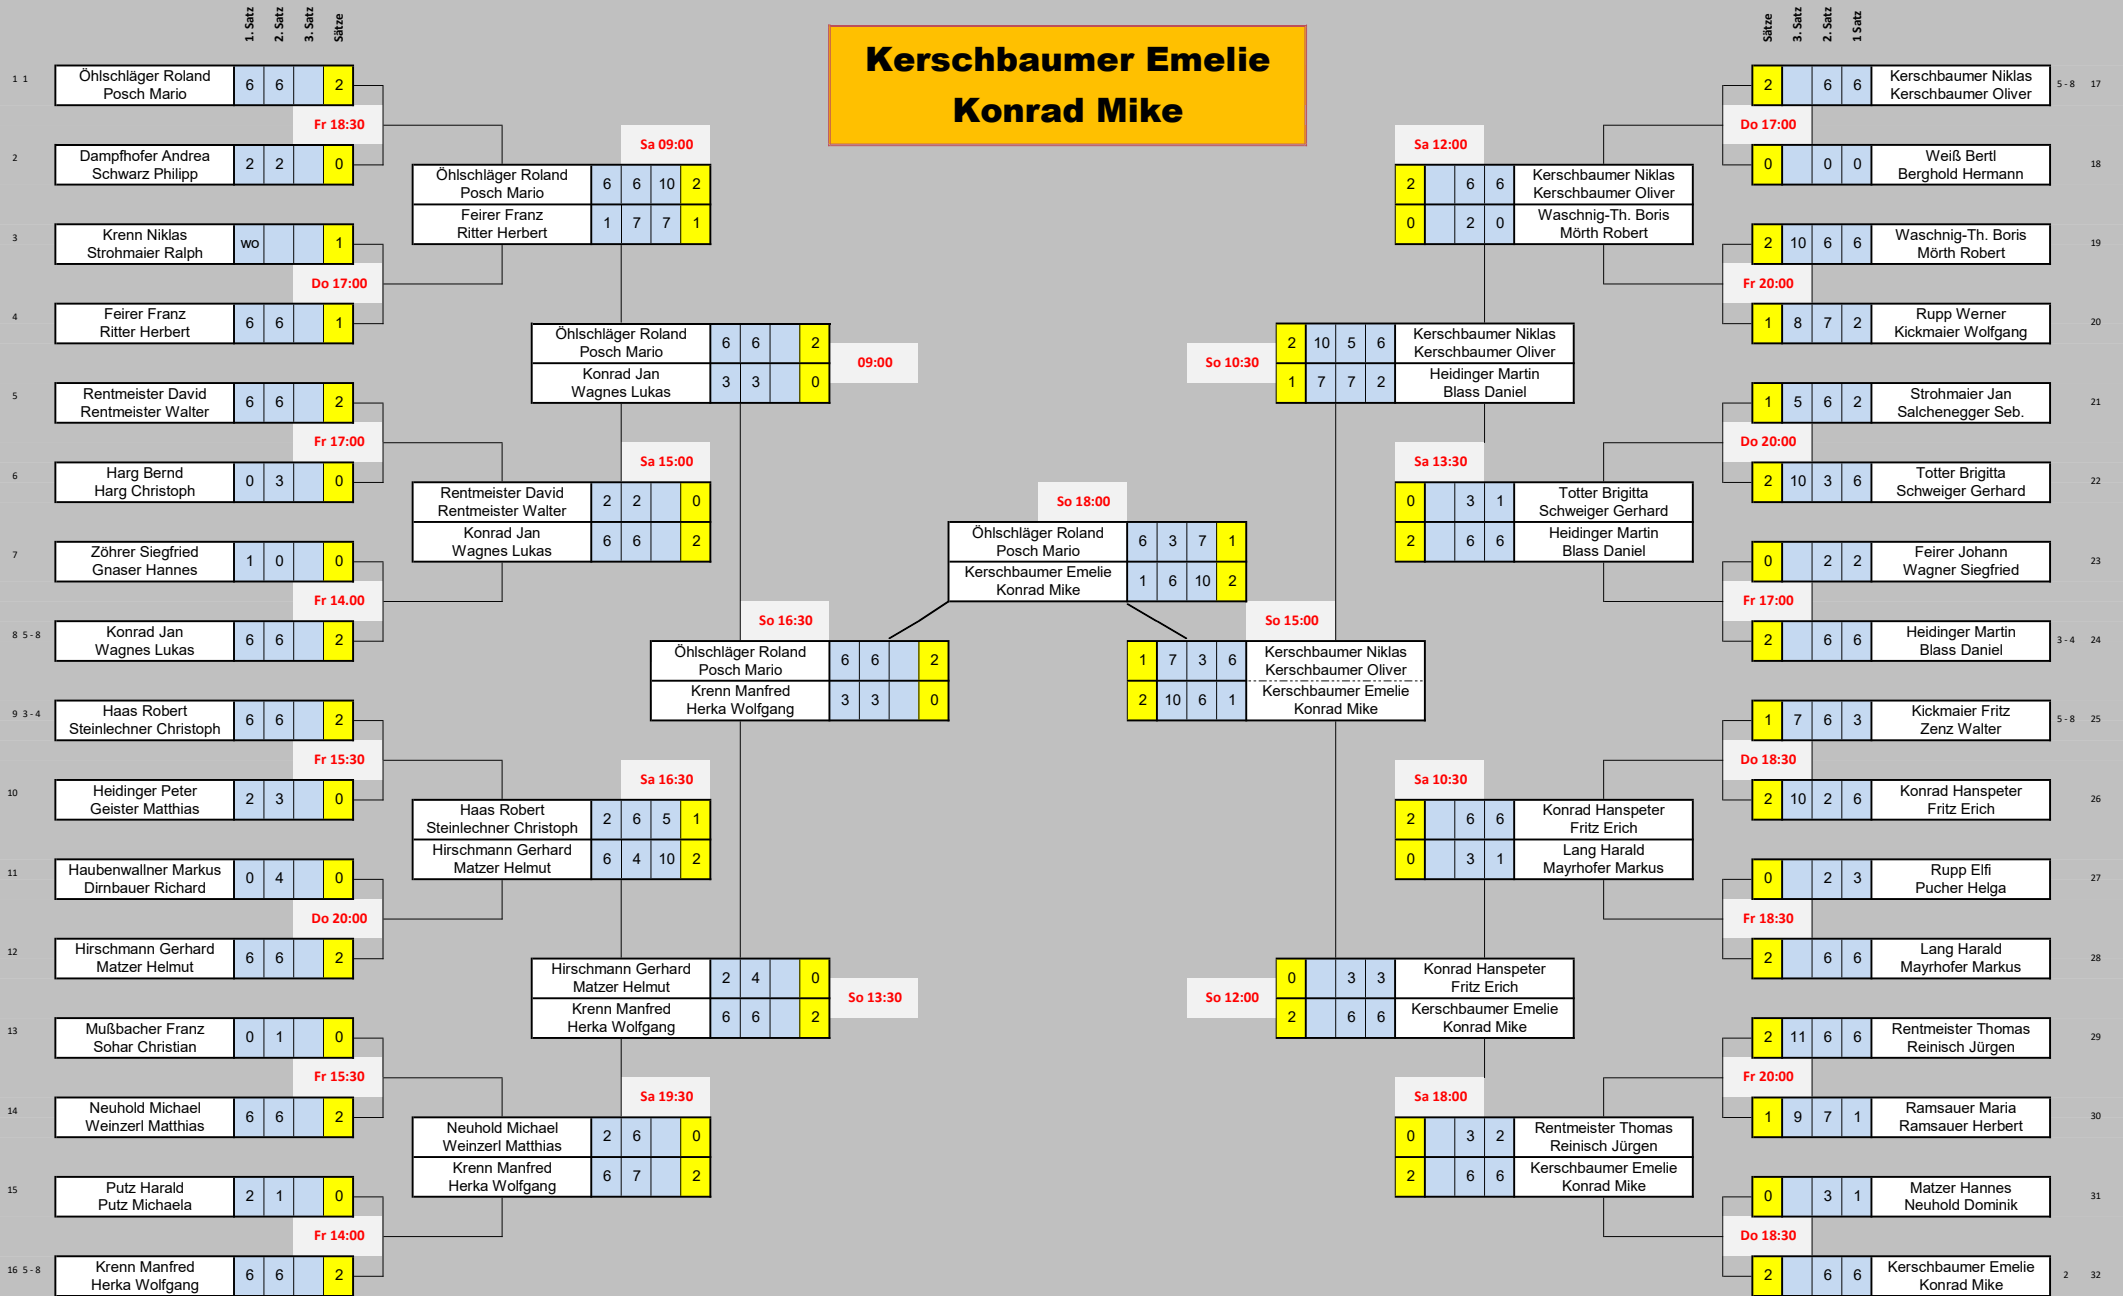 1. Satz 2. Satz 3. Satz Sätze
Sätze 3. Satz 2. Satz 1 Satz
Kerschbaumer Emelie
Konrad Mike
1 1 Öhlschläger Roland
Posch Mario 6 6 2
Fr 18:30
2 Dampfhofer Andrea
Schwarz Philipp 2 2 0
3 Krenn Niklas
Strohmaier Ralph wo 1
Do 17:00
4 Feirer Franz
Ritter Herbert 6 6 1
5 Rentmeister David
Rentmeister Walter 6 6 2
Fr 17:00
6 Harg Bernd
Harg Christoph 0 3 0
7 Zöhrer Siegfried
Gnaser Hannes 1 0 0
Fr 14.00
8 5-8 Konrad Jan
Wagnes Lukas 6 6 2
9 3-4 Haas Robert
Steinlechner Christoph 6 6 2
Fr 15:30
10 Heidinger Peter
Geister Matthias 2 3 0
11 Haubenwallner Markus
Dirnbauer Richard 0 4 0
Do 20:00
12 Hirschmann Gerhard
Matzer Helmut 6 6 2
13 Mußbacher Franz
Sohar Christian 0 1 0
Fr 15:30
14 Neuhold Michael
Weinzerl Matthias 6 6 2
15 Putz Harald
Putz Michaela 2 1 0
Fr 14:00
16 5-8 Krenn Manfred
Herka Wolfgang 6 6 2
Sa 09:00
Öhlschläger Roland
Posch Mario 6 6 10 2
Feirer Franz
Ritter Herbert 1 7 7 1
Sa 15:00
Rentmeister David
Rentmeister Walter 2 2 0
Konrad Jan
Wagnes Lukas 6 6 2
Sa 16:30
Haas Robert
Steinlechner Christoph 2 6 5 1
Hirschmann Gerhard
Matzer Helmut 6 4 10 2
Sa 19:30
Neuhold Michael
Weinzerl Matthias 2 6 0
Krenn Manfred
Herka Wolfgang 6 7 2
Öhlschläger Roland
Posch Mario 6 6 2
09:00
Konrad Jan
Wagnes Lukas 3 3 0
Hirschmann Gerhard
Matzer Helmut 2 4 0
So 13:30
Krenn Manfred
Herka Wolfgang 6 6 2
So 16:30
Öhlschläger Roland
Posch Mario 6 6 2
Krenn Manfred
Herka Wolfgang 3 3 0
So 18:00
Öhlschläger Roland
Posch Mario 6 3 7 1
Kerschbaumer Emelie
Konrad Mike 1 6 10 2
So 15:00
1 7 3 6 Kerschbaumer Niklas
Kerschbaumer Oliver
2 10 6 1 Kerschbaumer Emelie
Konrad Mike
So 10:30
2 10 5 6 Kerschbaumer Niklas
Kerschbaumer Oliver
1 7 7 2 Heidinger Martin
Blass Daniel
So 12:00
0 3 3 Konrad Hanspeter
Fritz Erich
2 6 6 Kerschbaumer Emelie
Konrad Mike
Sa 12:00
2 6 6 Kerschbaumer Niklas
Kerschbaumer Oliver
0 2 0 Waschnig-Th. Boris
Mörth Robert
Sa 13:30
0 3 1 Totter Brigitta
Schweiger Gerhard
2 6 6 Heidinger Martin
Blass Daniel
Sa 10:30
2 6 6 Konrad Hanspeter
Fritz Erich
0 3 1 Lang Harald
Mayrhofer Markus
Sa 18:00
0 3 2 Rentmeister Thomas
Reinisch Jürgen
2 6 6 Kerschbaumer Emelie
Konrad Mike
2 6 6 Kerschbaumer Niklas
Kerschbaumer Oliver 5-8 17
Do 17:00
0 0 0 Weiß Bertl
Berghold Hermann 18
2 10 6 6 Waschnig-Th. Boris
Mörth Robert 19
Fr 20:00
1 8 7 2 Rupp Werner
Kickmaier Wolfgang 20
1 5 6 2 Strohmaier Jan
Salchenegger Seb. 21
Do 20:00
2 10 3 6 Totter Brigitta
Schweiger Gerhard 22
0 2 2 Feirer Johann
Wagner Siegfried 23
Fr 17:00
2 6 6 Heidinger Martin
Blass Daniel 3-4 24
1 7 6 3 Kickmaier Fritz
Zenz Walter 5-8 25
Do 18:30
2 10 2 6 Konrad Hanspeter
Fritz Erich 26
0 2 3 Rupp Elfi
Pucher Helga 27
Fr 18:30
2 6 6 Lang Harald
Mayrhofer Markus 28
2 11 6 6 Rentmeister Thomas
Reinisch Jürgen 29
Fr 20:00
1 9 7 1 Ramsauer Maria
Ramsauer Herbert 30
0 3 1 Matzer Hannes
Neuhold Dominik 31
Do 18:30
2 6 6 Kerschbaumer Emelie
Konrad Mike 2 32